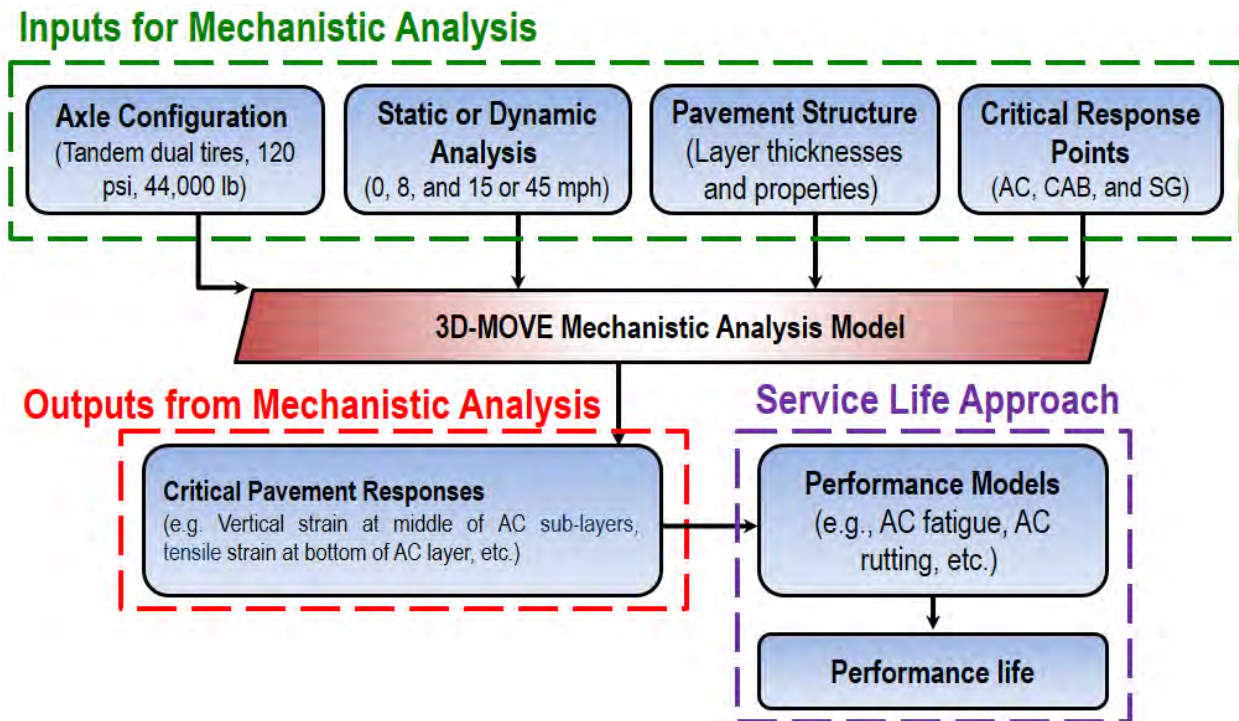 Inputs for Mechanistic Analysis
Axle Configuration
(Tandem dual tires, 120
psi, 44,000 lb)
Static or Dynamic
Analysis
(0, 8, and 15 or 45 mph)
Pavement Structure
(Layer thicknesses
and properties)
Critical Response
Points
(AC, CAB, and SG)
3D-MOVE Mechanistic Analysis Model
Outputs from Mechanistic Analysis
Critical Pavement Responses
(e.g. Vertical strain at middle of AC sub-layers,
tensile strain at bottom of AC layer, etc.)
Service Life Approach
Performance Models
(e.g., AC fatigue, AC
rutting, etc.)
Performance life